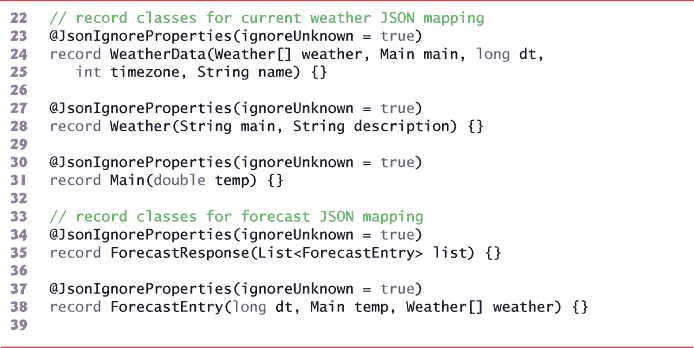 22 // record classes for current weather JSON mapping
23 @JsonIgnoreProperties(ignoreUnknown = true)
24 record WeatherData(Weather[] weather, Main main, long dt,
25    int timezone, String name) {}
26
27 @JsonIgnoreProperties(ignoreUnknown = true)
28 record Weather(String main, String description) {}
29
30 @JsonIgnoreProperties(ignoreUnknown = true)
31 record Main(double temp) {}
32
33 // record classes for forecast JSON mapping
34 @JsonIgnoreProperties(ignoreUnknown = true)
35 record ForecastResponse(List<ForecastEntry> list) {}
36
37 @JsonIgnoreProperties(ignoreUnknown = true)
38 record ForecastEntry(long dt, Main temp, Weather[] weather) {}
39